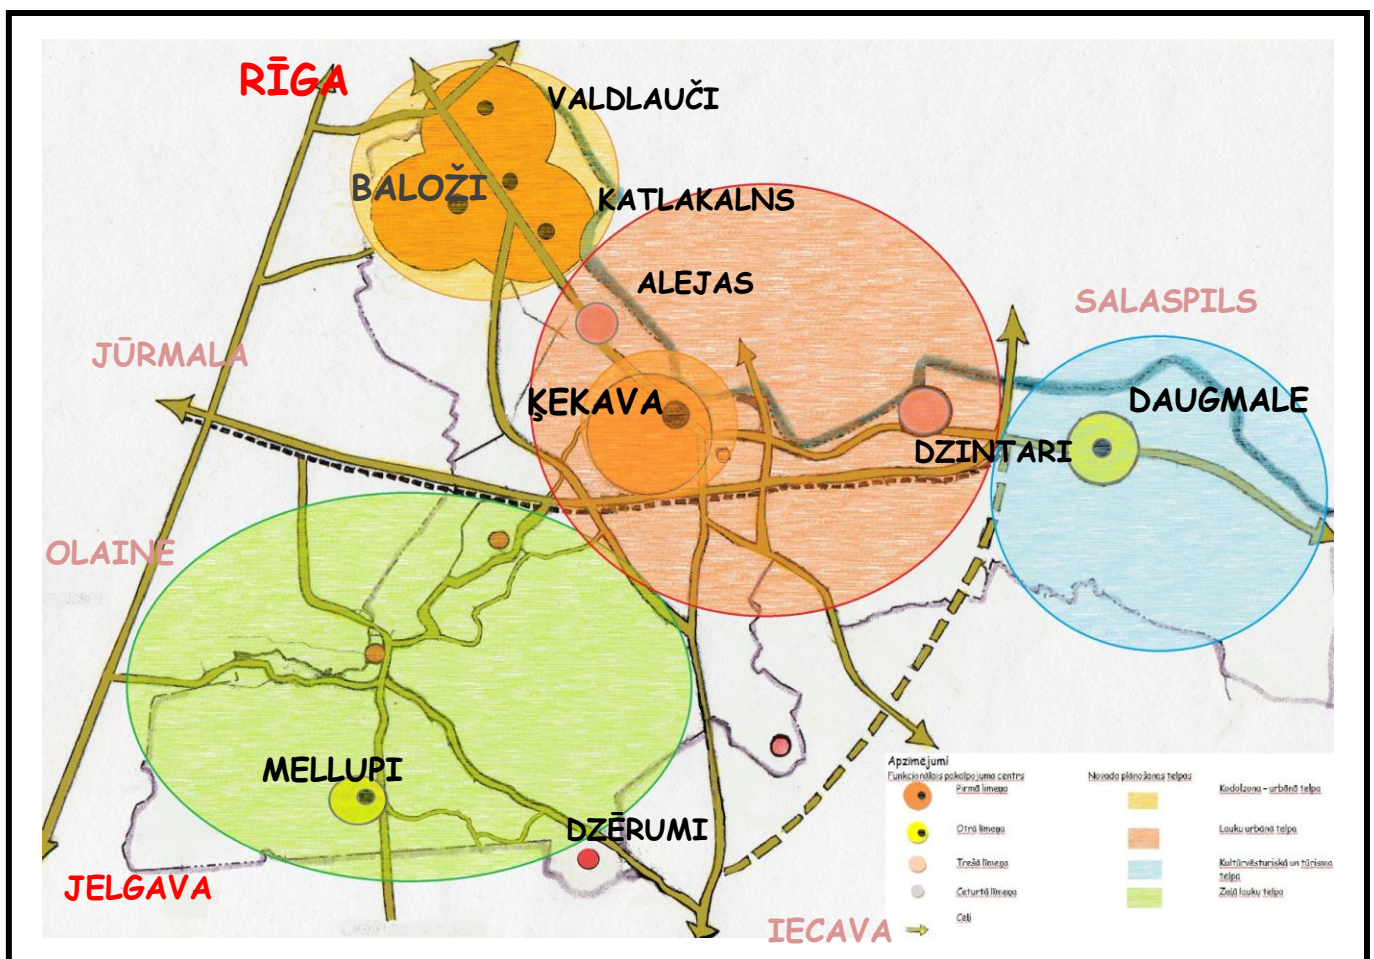 RĪGA
VALDLAUČI
BALOŽI
KATLAKALNS
ALEJAS
SALASPILS
JŪRMALA
ĶEKAVA
DAUGMALE
DZINTARI
OLAINE
MELLUPI
DZĒRUMI
JELGAVA
IECAVA
Apzīmējumi
Funkcionālais pakalpojuma centrs
Novada plānošanas telpas
Pirmā līmeņa
Kodolzona - urbānā telpa
Otrā līmeņa
Lauku urbānā telpa
Trešā līmeņa
Kultūrvēsturiskā un tūrisma
telpa
Ceturtā līmeņa
Zaļā lauku telpa
Ceļi